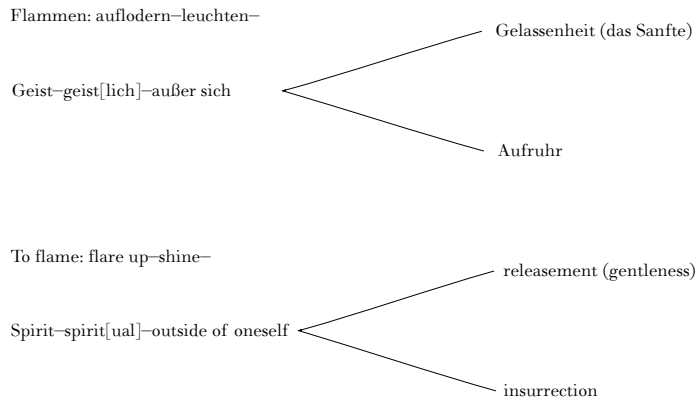 Flammen: auflodern–leuchten–
Gelassenheit (das Sanfte)
Geist–geist[lich]–außer sich
Aufruhr
To flame: flare up–shine–
releasement (gentleness)
Spirit–spirit[ual]–outside of oneself
insurrection